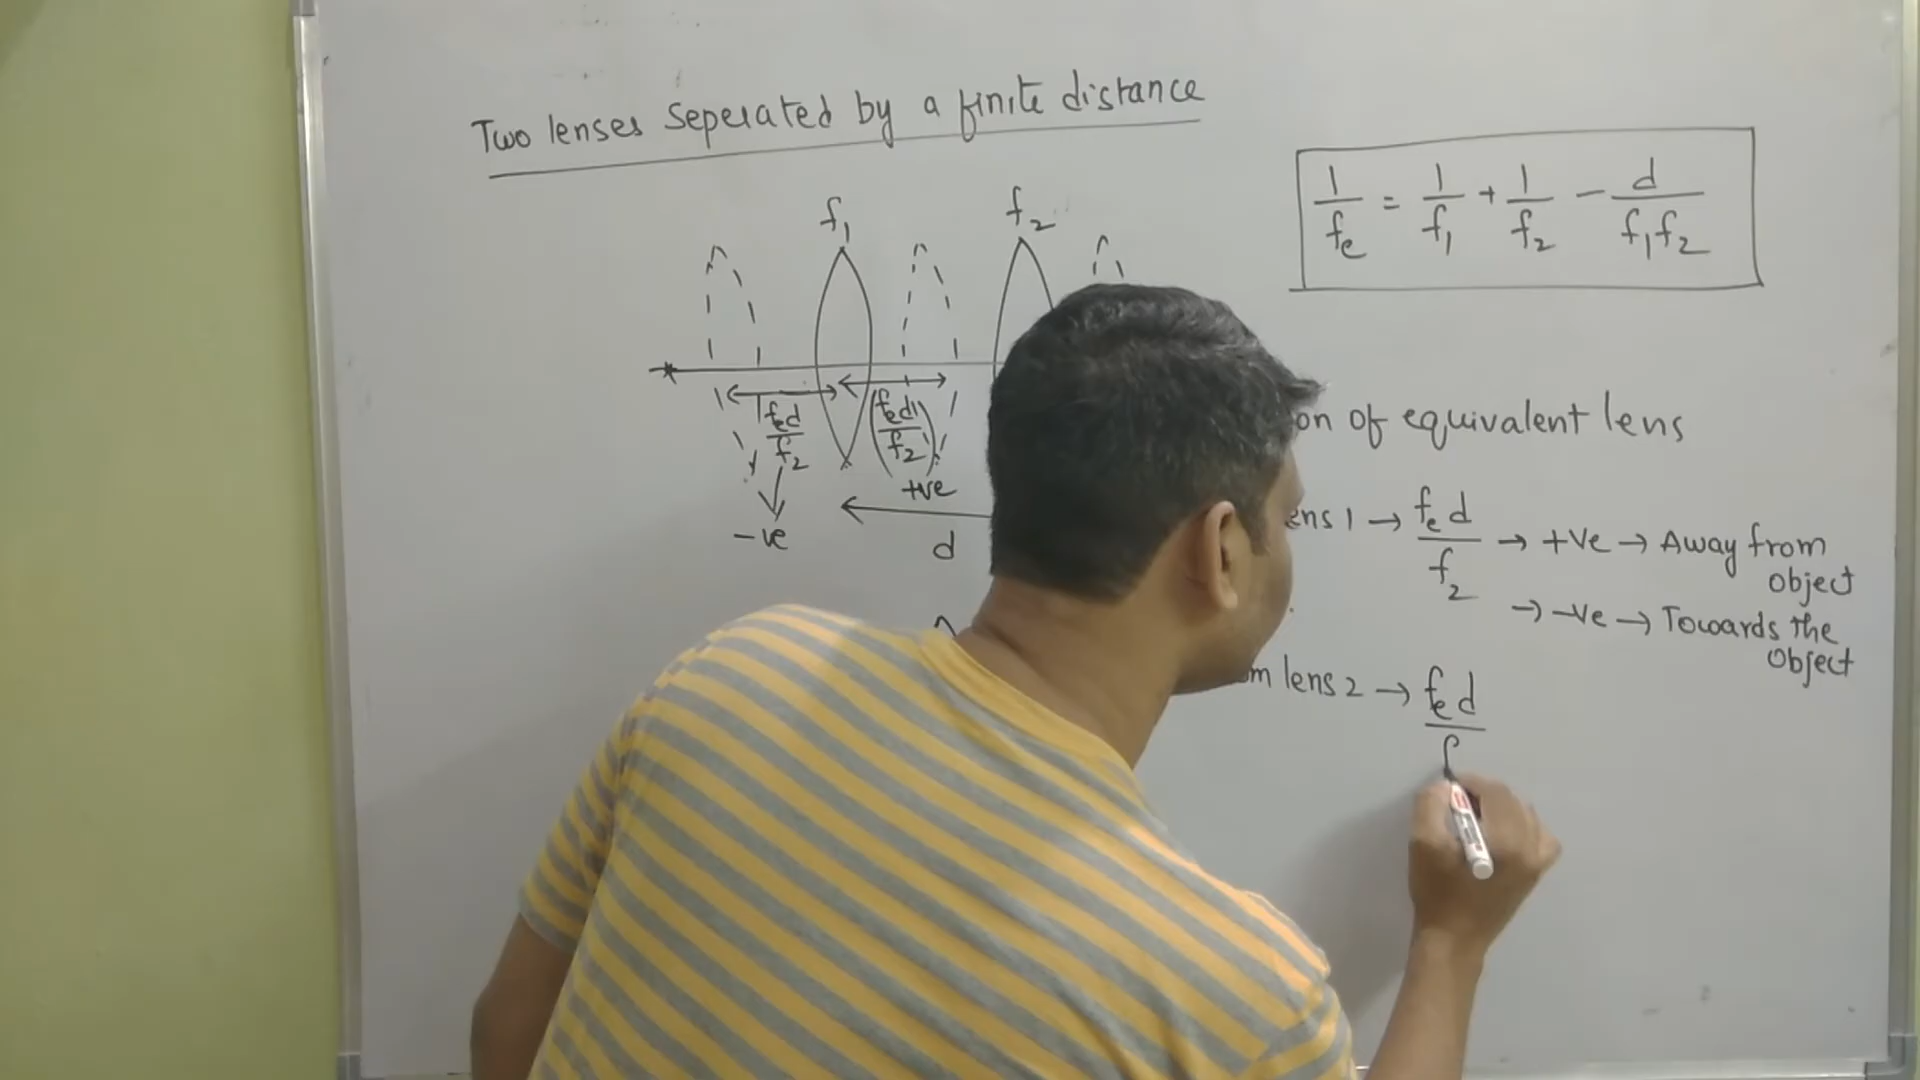 Two lenses Seperated by a finite distance
1/fe = 1/f1 + 1/f2 - d/f1f2
f1
f2
fed/f2
(fed/f2)
+ve
-ve
d
of equivalent lens
1 → fed/f2 → +ve → Away from object
→ -ve → Towards the object
lens 2 → fed/f